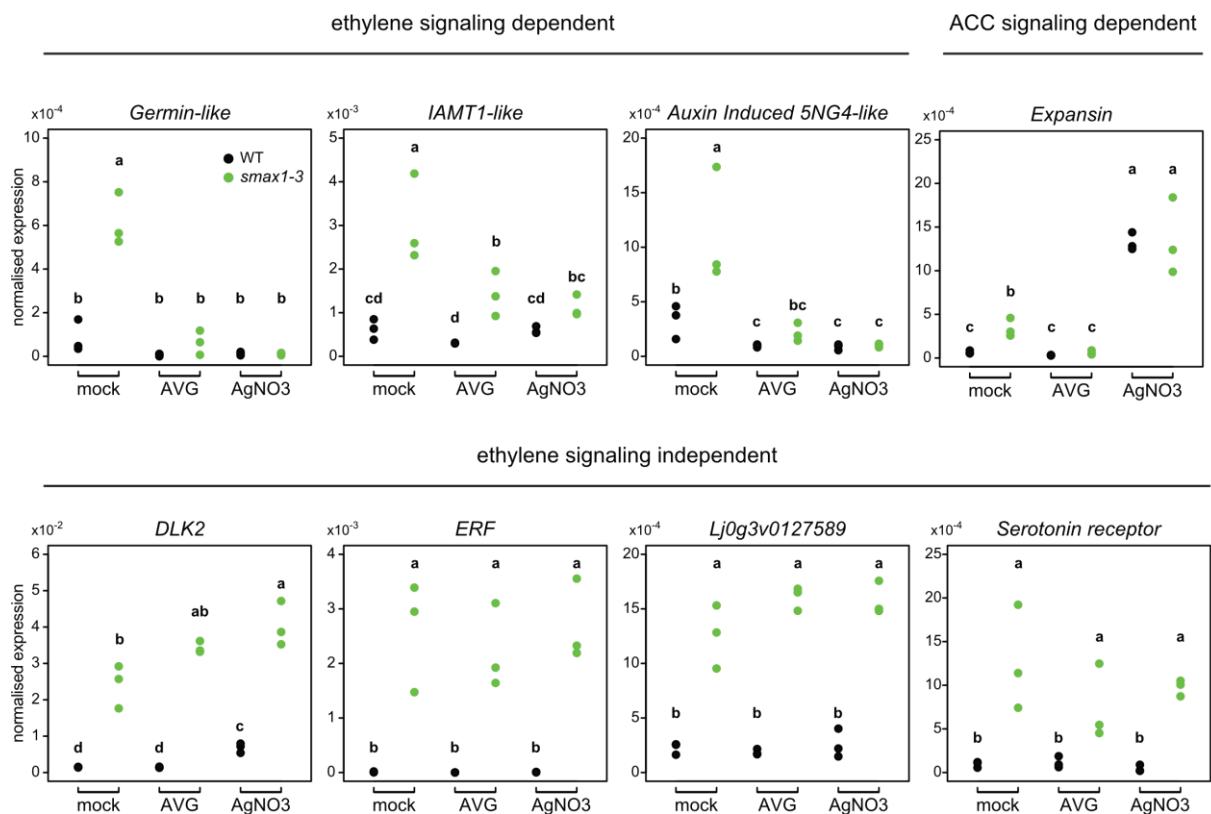 ethylene signaling dependent
ACC signaling dependent
x10-4 Germin-like
x10-3 IAMT1-like
x10-4 Auxin Induced 5NG4-like
x10-4 Expansin
normalised expression
10
8
6
4
2
0
a
WT
smax1-3
b b b b b
mock AVG AgNO3
5
4
3
2
1
0
cd a d b cd bc
mock AVG AgNO3
20
15
10
5
0
b a c bc c c
mock AVG AgNO3
25
20
15
10
5
0
c b c c a a
mock AVG AgNO3
ethylene signaling independent
x10-2 DLK2
x10-3 ERF
x10-4 Lj0g3v0127589
x10-4 Serotonin receptor
normalised expression
6
5
4
3
2
1
0
d b d ab c a
mock AVG AgNO3
4
3
2
1
0
b a b a b a
mock AVG AgNO3
20
15
10
5
0
b a b a b a
mock AVG AgNO3
25
20
15
10
5
0
b a b a b a
mock AVG AgNO3